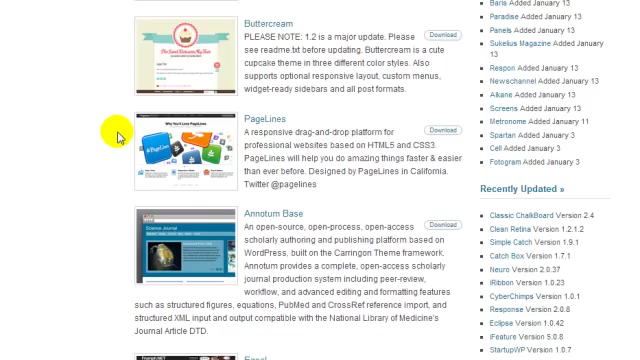 Buttercream
PLEASE NOTE: 1.2 is a major update. Please
see readme.txt before updating. Buttercream is a cute
cupcake theme in three different color styles. Also
supports optional responsive layout, custom menus,
widget-ready sidebars and all post formats.
Download
PageLines
A responsive drag-and-drop platform for
professional websites based on HTML5 and CSS3.
PageLines will help you do amazing things faster & easier
than ever before. Designed by PageLines in California.
Twitter @pagelines
Download
Why You'll Love PageLines
Annotum Base
An open-source, open-process, open-access
scholarly authoring and publishing platform based on
WordPress, built on the Carrington Theme framework.
Annotum provides a complete, open-access scholarly
journal production system including peer-review,
workflow, and advanced editing and formatting features
such as structured figures, equations, PubMed and CrossRef reference import, and
structured XML input and output compatible with the National Library of Medicine's
Journal Article DTD.
Download
Science Journal
Baris Added January 13
Paradise Added January 13
Panels Added January 13
Sukelius Magazine Added January
13
Respon Added January 13
Newschannel Added January 13
Alkane Added January 13
Screens Added January 13
Metronome Added January 11
Spartan Added January 3
Cell Added January 3
Fotogram Added January 3
Recently Updated »
Classic ChalkBoard Version 2.4
Clean Retina Version 1.2.1.2
Simple Catch Version 1.9.1
Catch Box Version 1.7.1
Neuro Version 2.0.37
iRibbon Version 1.0.23
CyberChimps Version 1.0.1
Response Version 2.0.8
Eclipse Version 1.0.42
iFeature Version 5.0.8
StartupWP Version 1.0.7